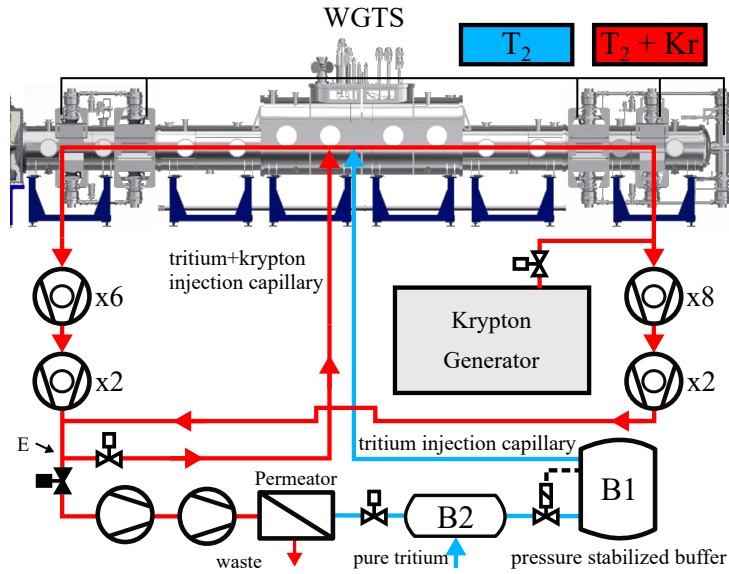 WGTS
T2
T2 + Kr
tritium+krypton
injection capillary
x6
x8
Krypton
Generator
x2
x2
E
tritium injection capillary
Permeator
B1
B2
waste
pure tritium
pressure stabilized buffer